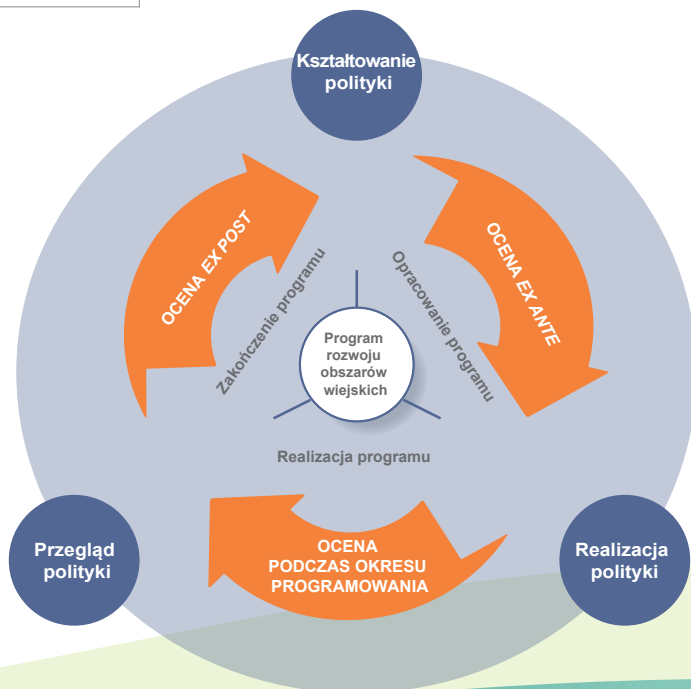 Kształtowanie
polityki
OCENA EX POST
OCENA EX ANTE
Zakończenie programu
Opracowanie programu
Program
rozwoju
obszarów
wiejskich
Realizacja programu
Przegląd
polityki
OCENA
PODCZAS OKRESU
PROGRAMOWANIA
Realizacja
polityki